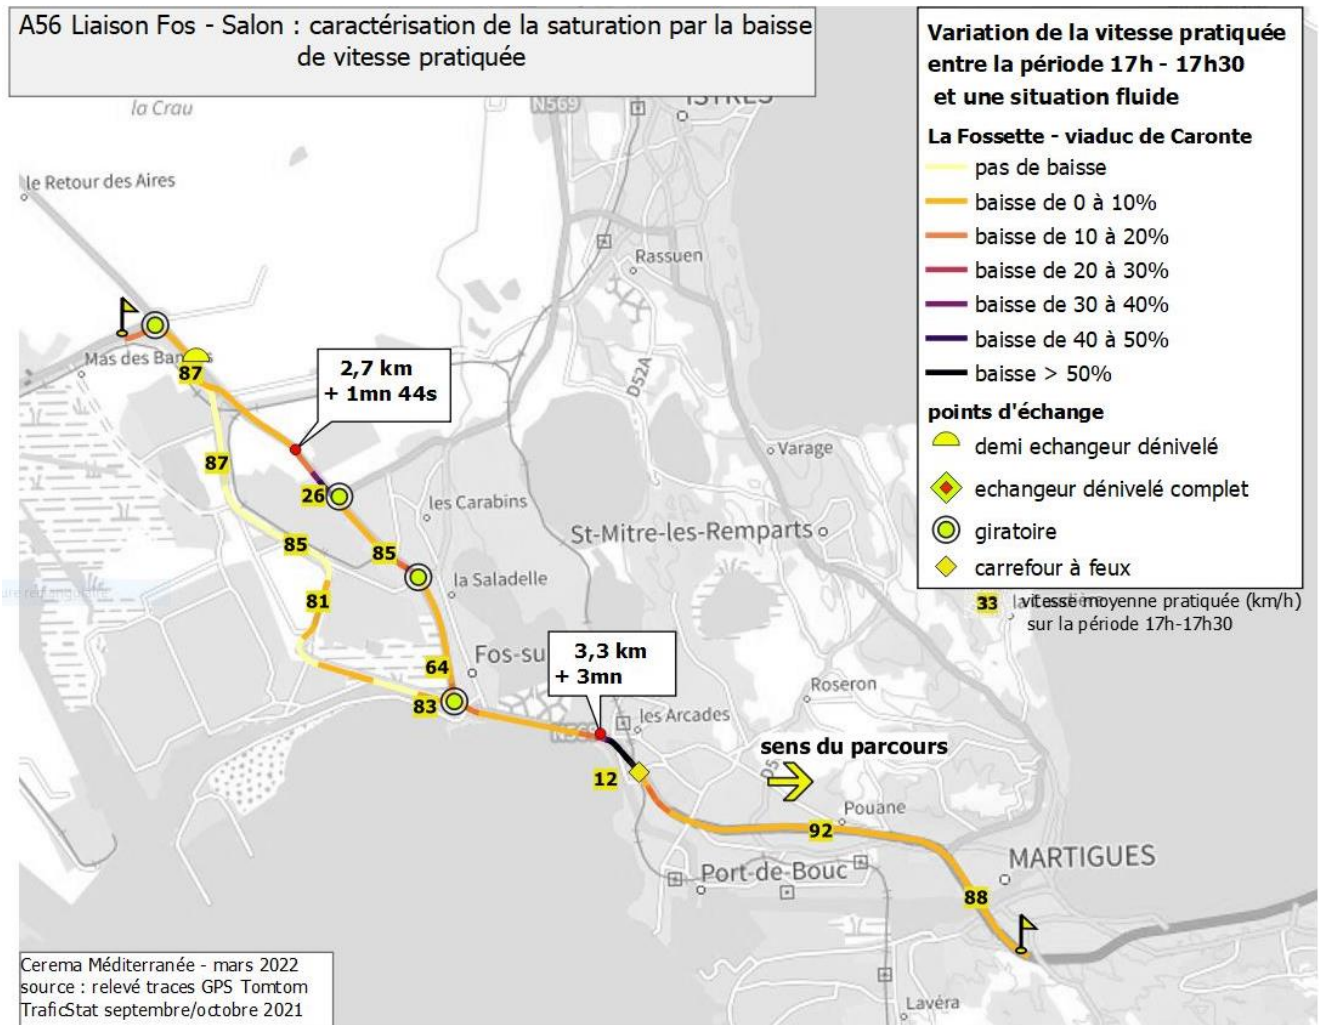 A56 Liaison Fos - Salon : caractérisation de la saturation par la baisse
de vitesse pratiquée
Variation de la vitesse pratiquée
entre la période 17h - 17h30
et une situation fluide
La Fossette - viaduc de Caronte
pas de baisse
baisse de 0 à 10%
baisse de 10 à 20%
baisse de 20 à 30%
baisse de 30 à 40%
baisse de 40 à 50%
baisse > 50%
points d'échange
demi echangeur dénivelé
echangeur dénivelé complet
giratoire
carrefour à feux
33 vitesse moyenne pratiquée (km/h)
sur la période 17h-17h30
la Crau
N569
ISTRES
le Retour des Aires
Rassuen
Mas des
87
2,7 km
+ 1mn 44s
D52A
Varage
87
26
les Carabins
St-Mitre-les-Remparts
85
85
la Saladelle
81
Fos-su
3,3 km
+ 3mn
64
Roseron
83
les Arcades
sens du parcours
12
Pouane
92
MARTIGUES
Port-de-Bouc
88
Lavéra
Cerema Méditerranée - mars 2022
source : relevé traces GPS Tomtom
TraficStat septembre/octobre 2021